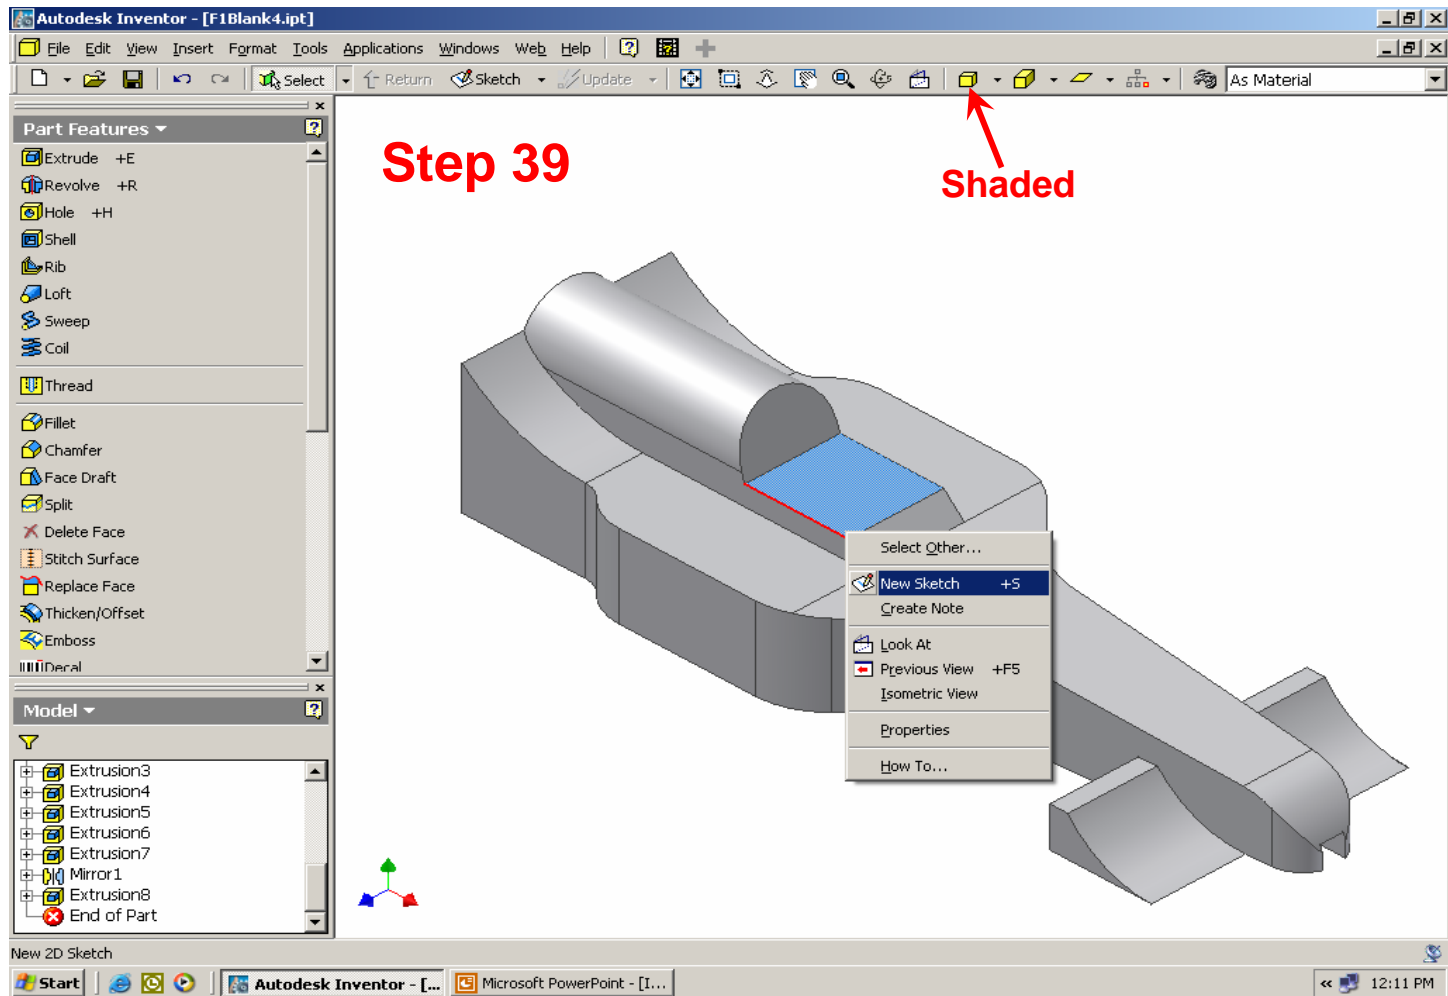 Autodesk Inventor - [F1Blank4.ipt]
File Edit View Insert Format Tools Applications Windows Web Help
Select Return Sketch Update As Material
Part Features
Extrude +E
Revolve +R
Hole +H
Shell
Rib
Loft
Sweep
Coil
Thread
Fillet
Chamfer
Face Draft
Split
Delete Face
Stitch Surface
Replace Face
Thicken/Offset
Emboss
Decal
Step 39
Shaded
Select Other...
New Sketch +S
Create Note
Look At
Previous View +F5
Isometric View
Properties
How To...
Model
Extrusion3
Extrusion4
Extrusion5
Extrusion6
Extrusion7
Mirror1
Extrusion8
End of Part
New 2D Sketch
Start Autodesk Inventor - [... Microsoft PowerPoint - [I... « 12:11 PM